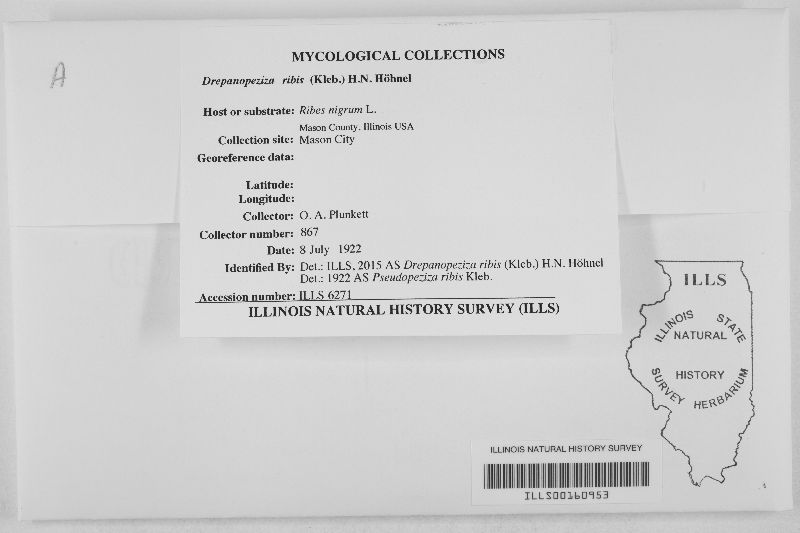 A
MYCOLOGICAL COLLECTIONS
Drepanopeziza ribis (Kleb.) H.N. Höhnel
Host or substrate: Ribes nigrum L.
Mason County, Illinois USA
Collection site: Mason City
Georeference data:
Latitude:
Longitude:
Collector: O. A. Plunkett
Collector number: 867
Date: 8 July 1922
Identified By: Det.: ILLS, 2015 AS Drepanopeziza ribis (Kleb.) H.N. Höhnel
Det.: 1922 AS Pseudopeziza ribis Kleb.
Accession number: ILLS 6271
ILLINOIS NATURAL HISTORY SURVEY (ILLS)
ILLS
ILLINOIS STATE
NATURAL
HISTORY
SURVEY HERBARIUM
ILLINOIS NATURAL HISTORY SURVEY
ILLS00160953